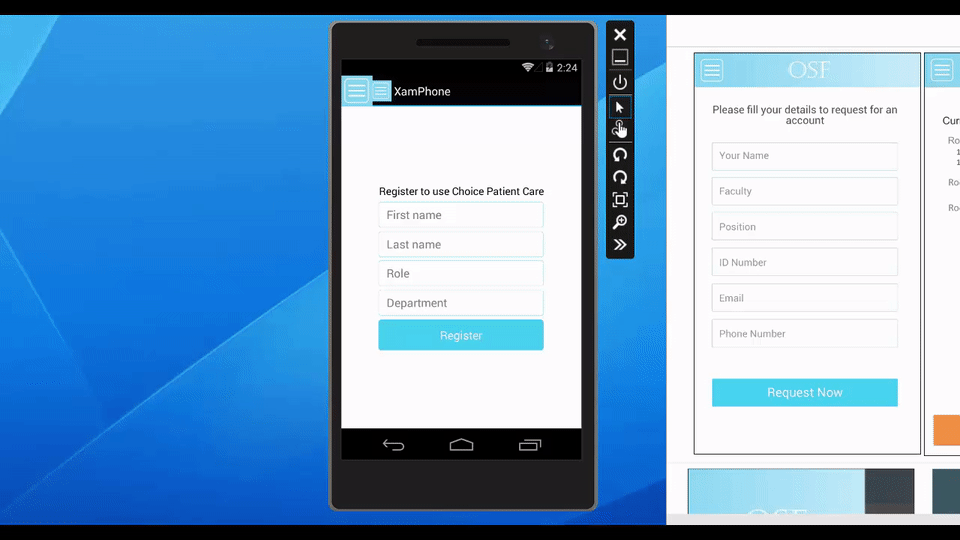 2:24
XamPhone
Register to use Choice Patient Care
First name
Last name
Role
Department
Register
OSF
Please fill your details to request for an
account
Your Name
Faculty
Position
ID Number
Email
Phone Number
Request Now
Cur
Ro
1
1
Ro
Ro
OSF